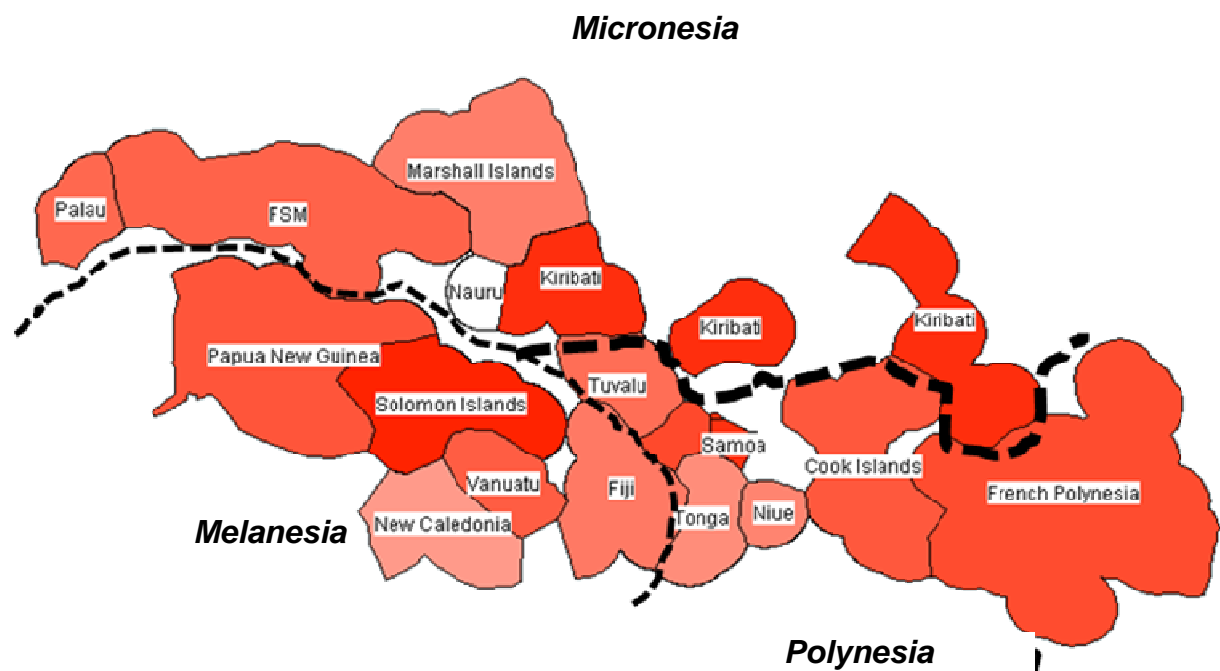 Micronesia
Marshall Islands
Palau
FSM
Kiribati
Nauru
Kiribati
Kiribati
Papua New Guinea
Tuvalu
Solomon Islands
Samoa
Cook Islands
Vanuatu
Fiji
French Polynesia
New Caledonia
Tonga
Niue
Melanesia
Polynesia